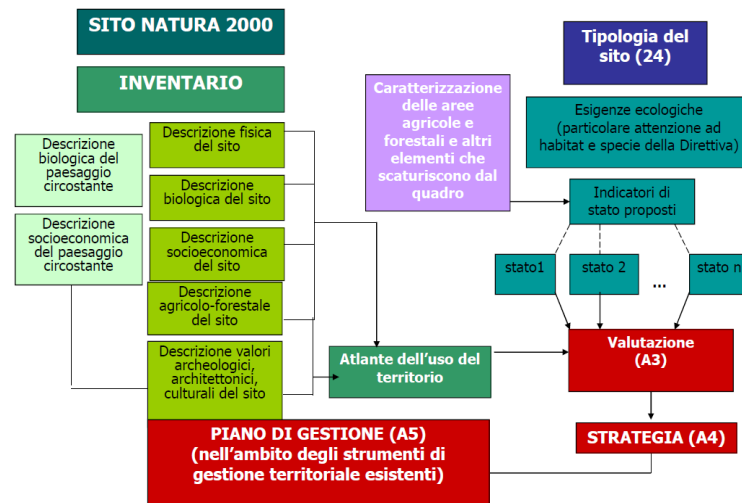 SITO NATURA 2000
INVENTARIO
Descrizione
biologica del
paesaggio
circostante
Descrizione
socioeconomica
del paesaggio
circostante
Descrizione fisica
del sito
Descrizione
biologica del sito
Descrizione
socioeconomica
del sito
Descrizione
agricolo-forestale
del sito
Descrizione valori
archeologici,
architettonici,
culturali del sito
Caratterizzazione
delle aree
agricole e
forestali e altri
elementi che
scaturiscono dal
quadro
Tipologia del
sito (24)
Esigenze ecologiche
(particolare attenzione ad
habitat e specie della Direttiva)
Indicatori di
stato proposti
stato1
stato 2
...
stato n
Atlante dell'uso del
territorio
Valutazione
(A3)
STRATEGIA (A4)
PIANO DI GESTIONE (A5)
(nell'ambito degli strumenti di
gestione territoriale esistenti)